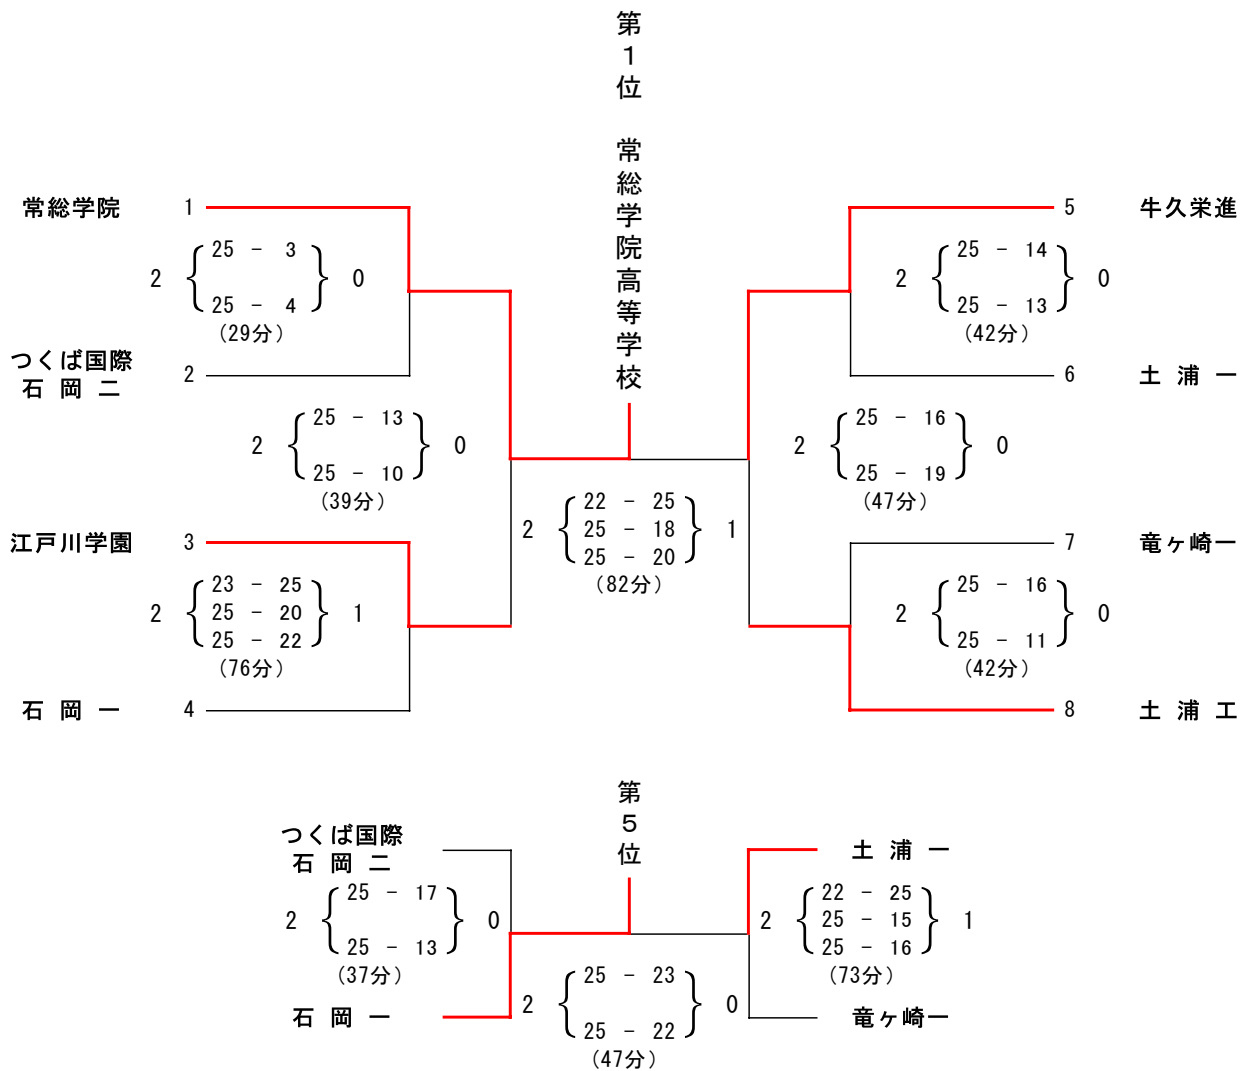 第1位 常総学院高等学校
常総学院 1
2 25 - 3 0
25 - 4
(29分)
つくば国際
石岡二 2
2 25 - 13 0
25 - 10
(39分)
江戸川学園 3
2 23 - 25 1
25 - 20
25 - 22
(76分)
石岡一 4
2 22 - 25 1
25 - 18
25 - 20
(82分)
5 牛久栄進
2 25 - 14 0
25 - 13
(42分)
6 土浦一
2 25 - 16 0
25 - 19
(47分)
7 竜ヶ崎一
2 25 - 16 0
25 - 11
(42分)
8 土浦工
第5位
つくば国際
石岡二
2 25 - 17 0
25 - 13
(37分)
石岡一
2 25 - 23 0
25 - 22
(47分)
土浦一
2 22 - 25 1
25 - 15
25 - 16
(73分)
竜ヶ崎一